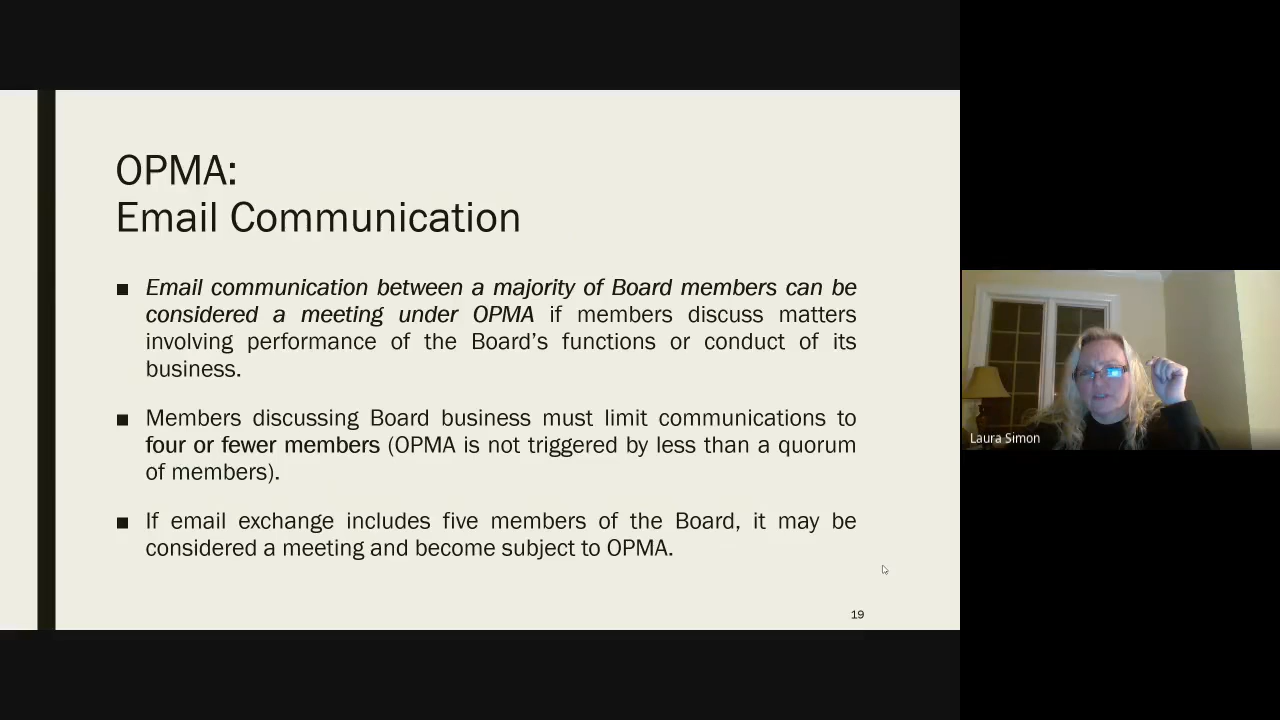 OPMA:
Email Communication
■ Email communication between a majority of Board members can be
considered a meeting under OPMA if members discuss matters
involving performance of the Board’s functions or conduct of its
business.
■ Members discussing Board business must limit communications to
four or fewer members (OPMA is not triggered by less than a quorum
of members).
■ If email exchange includes five members of the Board, it may be
considered a meeting and become subject to OPMA.
19
Laura Simon